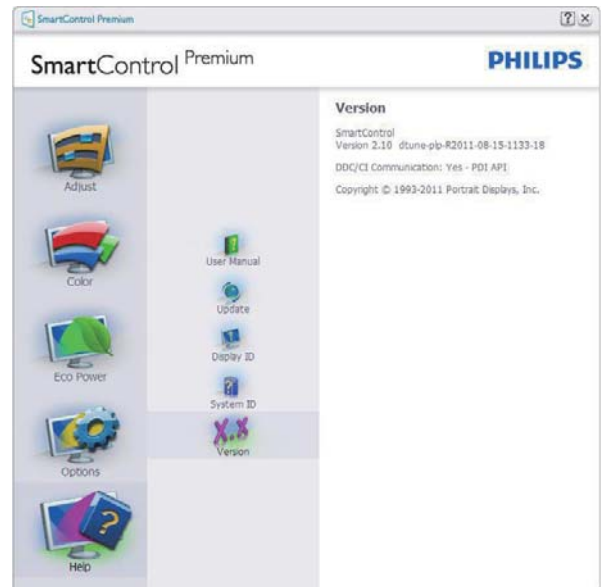 SmartControl Premium
? ×
SmartControl Premium
PHILIPS
Adjust
Color
Eco Power
Options
? 
Help
?
User Manual
Update
?
Display ID
?
System ID
X.X
Version
Version
SmartControl
Version 2.10 dtune-plp-R2011-08-15-1133-18
DDC/CI Communication: Yes - PDI API
Copyright © 1993-2011 Portrait Displays, Inc.